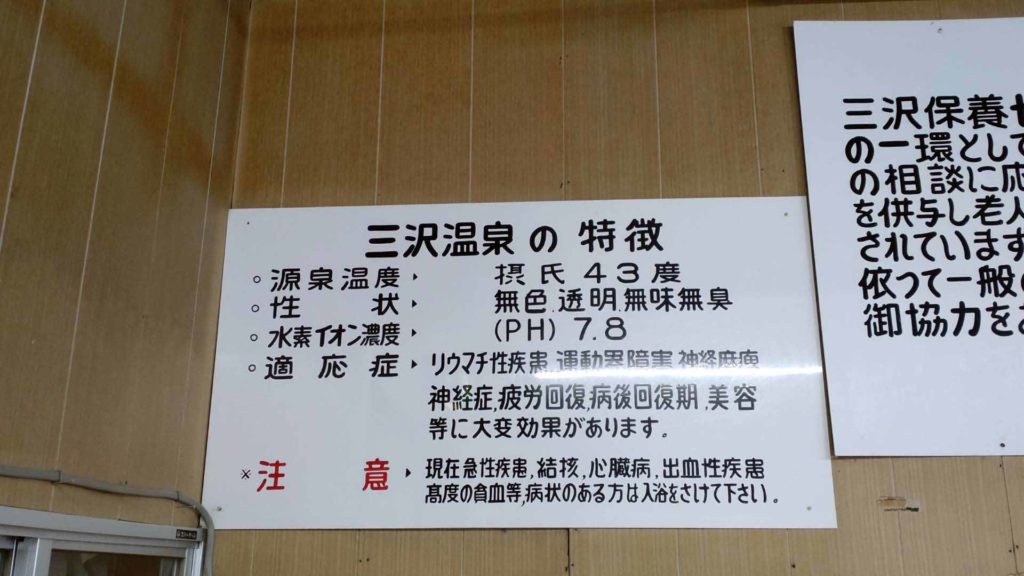 三沢温泉の特徴
○源泉温度▸ 摂氏43度
○性状▸ 無色.透明.無味無臭
○水素イオン濃度▸ (PH) 7.8
○適応症▸ リウマチ性疾患.運動器障害.神経麻痺
神経症,疲労回復,病後回復期.美容
等に大変効果があります。
※注意▸ 現在急性疾患,結核.心臓病.出血性疾患
高度の貧血等,病状のある方は入浴をさけて下さい。
三沢保養セ
の一環として
の相談に応
を供与し老人
されています
依って一般の
御協力をお